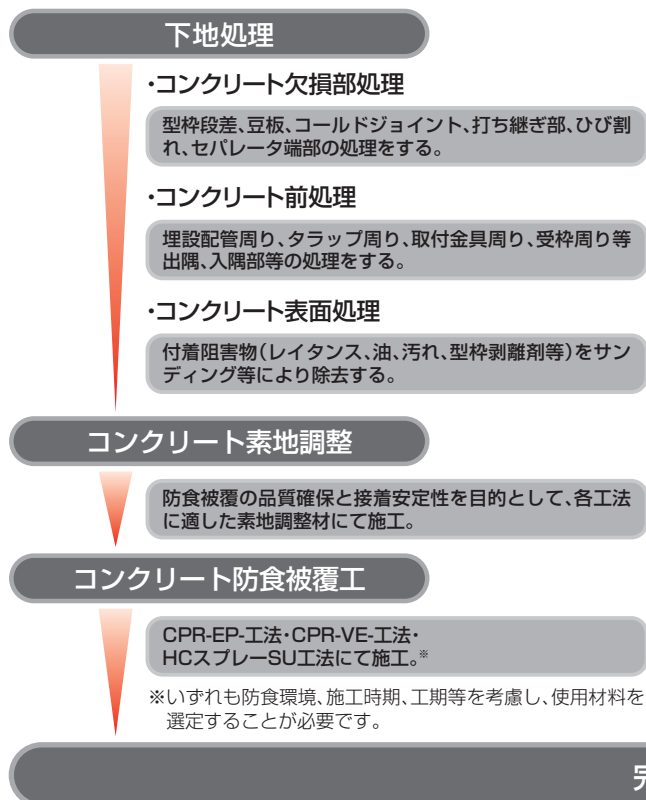 下地処理
・コンクリート欠損部処理
型枠段差、豆板、コールドジョイント、打ち継ぎ部、ひび割
れ、セパレータ端部の処理をする。
・コンクリート前処理
埋設配管周り、タラップ周り、取付金具周り、受枠周り等
出隅、入隅部等の処理をする。
・コンクリート表面処理
付着阻害物（レイタンス、油、汚れ、型枠剥離剤等）をサン
ディング等により除去する。
コンクリート素地調整
防食被覆の品質確保と接着安定性を目的として、各工法
に適した素地調整材にて施工。
コンクリート防食被覆工
CPR-EP-工法・CPR-VE-工法・
HCスプレーSU工法にて施工。※
※いずれも防食環境、施工時期、工期等を考慮し、使用材料を
選定することが必要です。